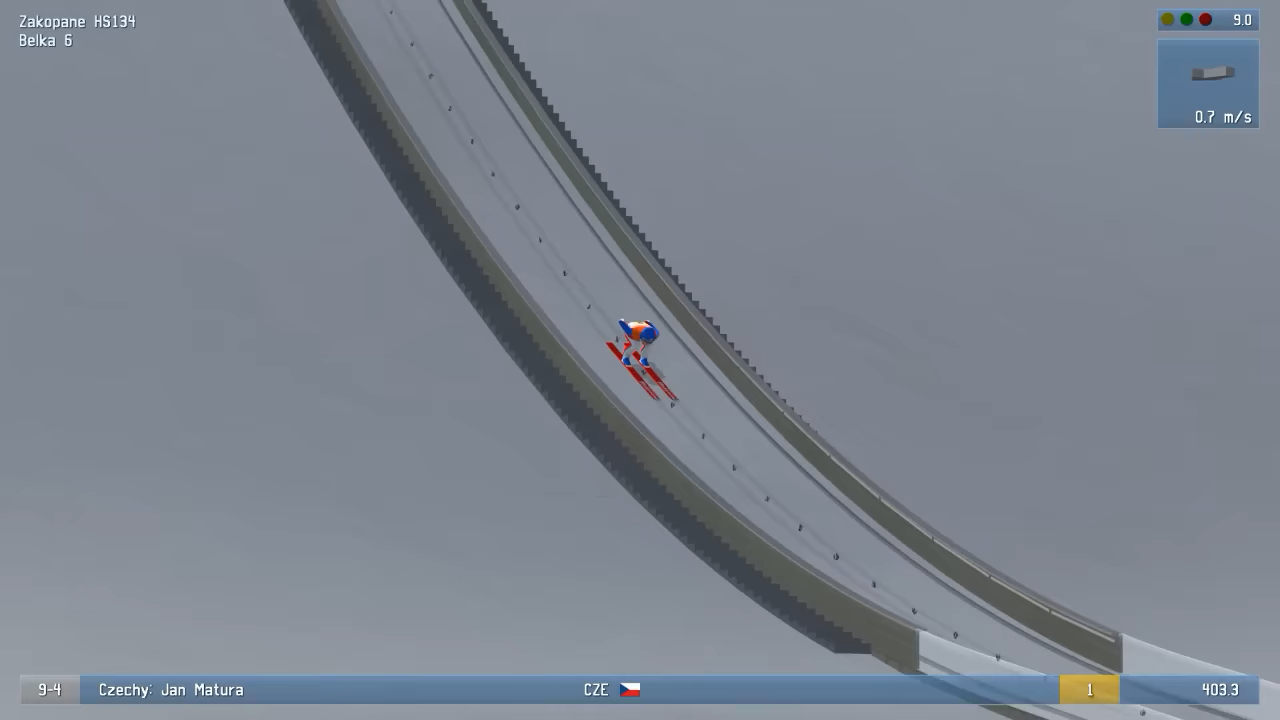 Zakopane HS134
Belka 6
9.0
0.7 m/s
9-4 Czechy: Jan Matura CZE 1 403.3